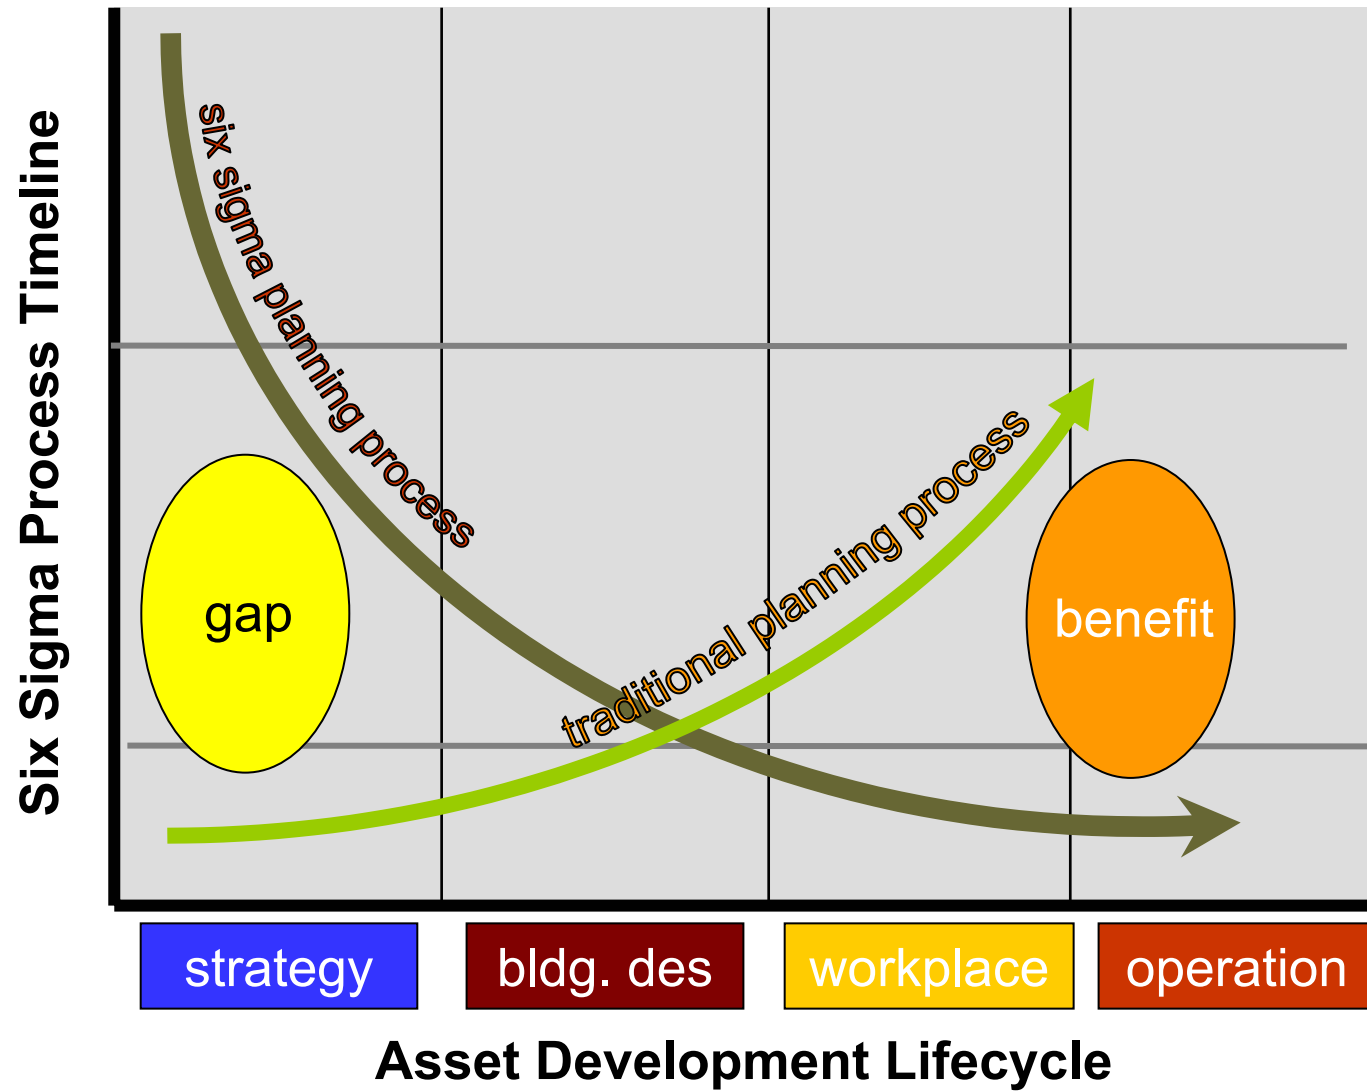 Six Sigma Process Timeline
six sigma planning process
traditional planning process
gap
benefit
strategy
bldg. des
workplace
operation
Asset Development Lifecycle